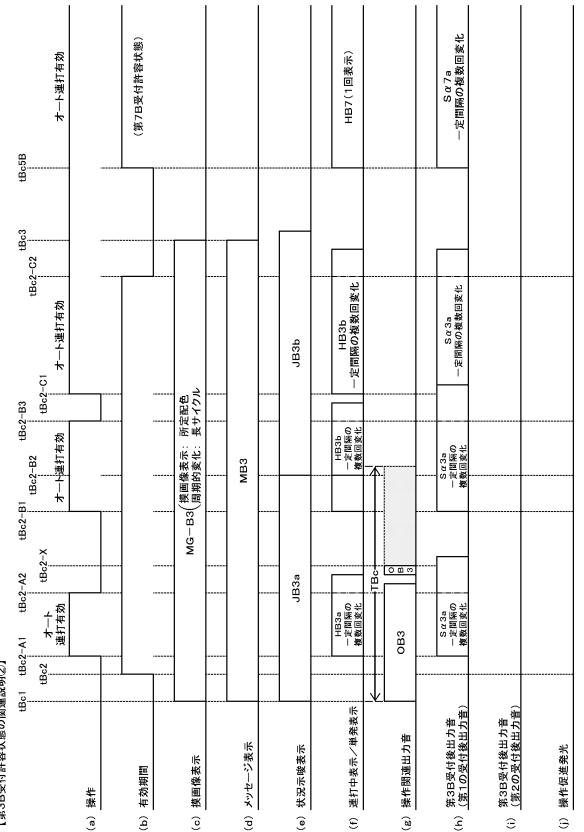 【第3B受付許容状態の関連説明(2)】
tBc1
tBc2
tBc2-A1
tBc2-A2
tBc2-X
tBc2-B1
tBc2-B2
tBc2-B3
tBc2-C1
tBc2-C2
tBc3
tBc5B
(a) 操作
オート
連打有効
オート連打有効
オート連打有効
オート連打有効
(b) 有効期間
(第7B受付許容状態)
(c) 摸画像表示
MG-B3(摸画像表示: 所定配色
周期的変化: 長サイクル
(d) メッセージ表示
MB3
(e) 状況示唆表示
JB3a
JB3b
(f) 連打中表示/単発表示
HB3a
一定間隔の
複数回変化
HB3b
一定間隔の
複数回変化
HB3b
一定間隔の複数回変化
HB7(1回表示)
TBc
(g) 操作関連出力音
OB3
O
B
3
(h) 第3B受付後出力音
(第1の受付後出力音)
Sα3a
一定間隔の
複数回変化
Sα3a
一定間隔の
複数回変化
Sα3a
一定間隔の複数回変化
Sα7a
一定間隔の複数回変化
(i) 第3B受付後出力音
(第2の受付後出力音)
(j) 操作促進発光